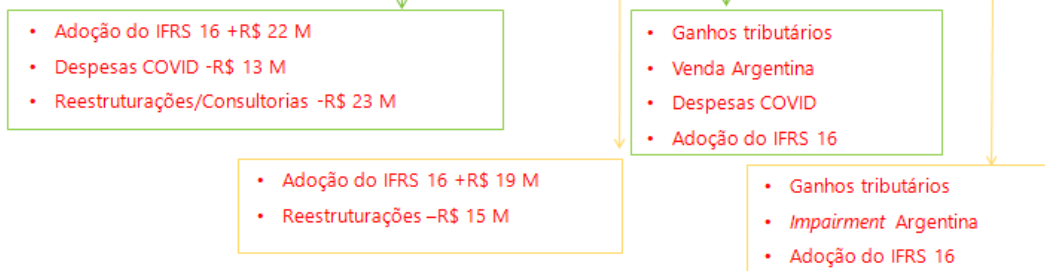 • Adoção do IFRS 16 +R$ 22 M
• Despesas COVID -R$ 13 M
• Reestruturações/Consultorias -R$ 23 M
• Ganhos tributários
• Venda Argentina
• Despesas COVID
• Adoção do IFRS 16
• Adoção do IFRS 16 +R$ 19 M
• Reestruturações –R$ 15 M
• Ganhos tributários
• Impairment Argentina
• Adoção do IFRS 16